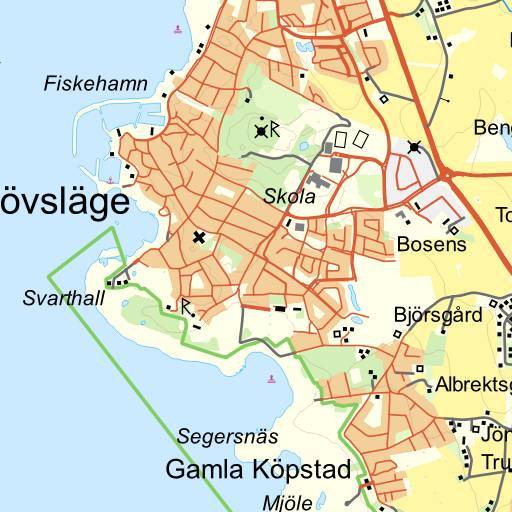 Fiskehamn
Beng
Skola
övsläge
To
Bosens
Svarthall
Björsgård
Albrektsg
Segersnäs
Jör
Tru
Gamla Köpstad
Mjöle